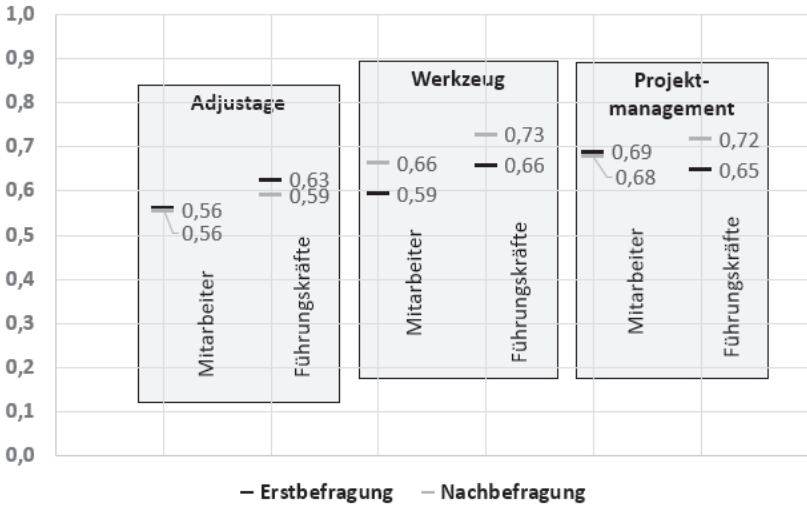 1,0
0,9
0,8
0,7
0,6
0,5
0,4
0,3
0,2
0,1
0,0
Adjustage
0,56
0,56
0,63
0,59
Mitarbeiter
Führungskräfte
Werkzeug
0,66
0,59
0,73
0,66
Mitarbeiter
Führungskräfte
Projekt-
management
0,69
0,68
0,72
0,65
Mitarbeiter
Führungskräfte
Erstbefragung
Nachbefragung